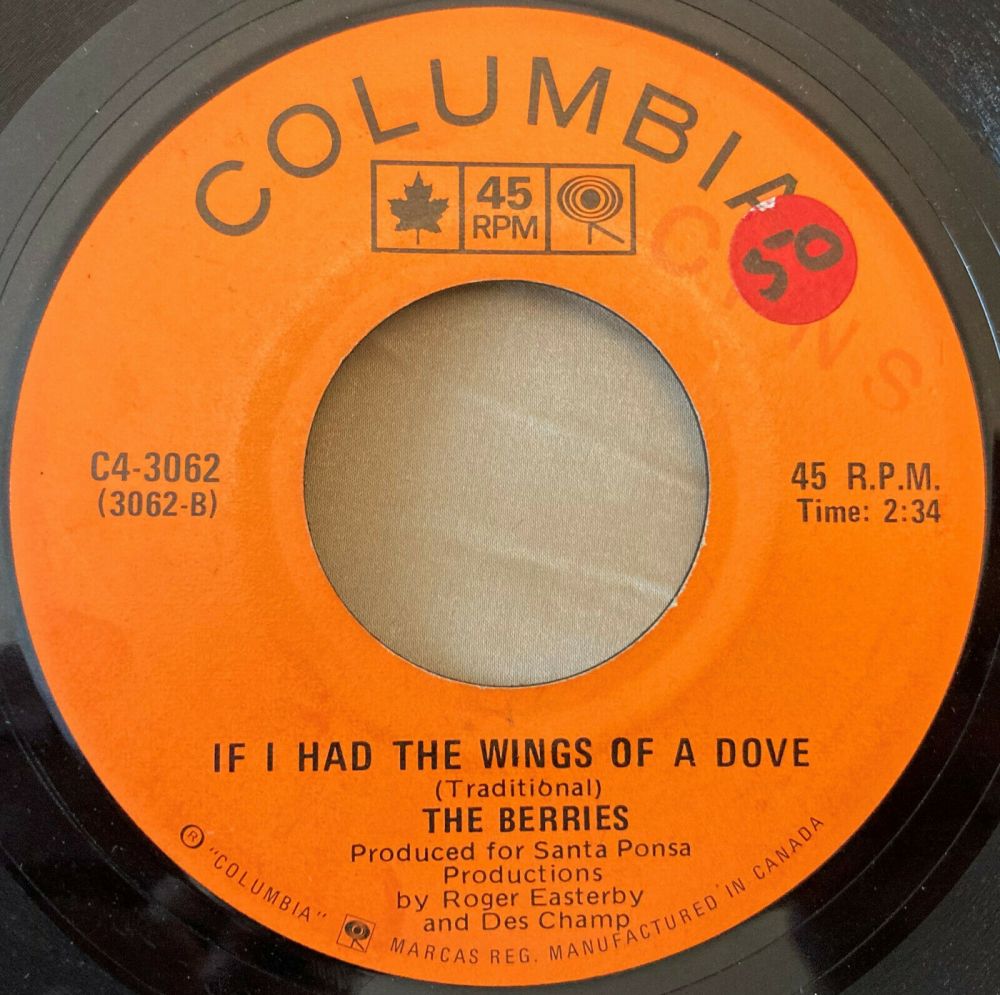 COLUMBIA
45
RPM
50
C4-3062
(3062-B)
45 R.P.M.
Time: 2:34
IF I HAD THE WINGS OF A DOVE
(Traditional)
THE BERRIES
Produced for Santa Ponsa
Productions
by Roger Easterby
and Des Champ
® "COLUMBIA" MARCAS REG. MANUFACTURED IN CANADA